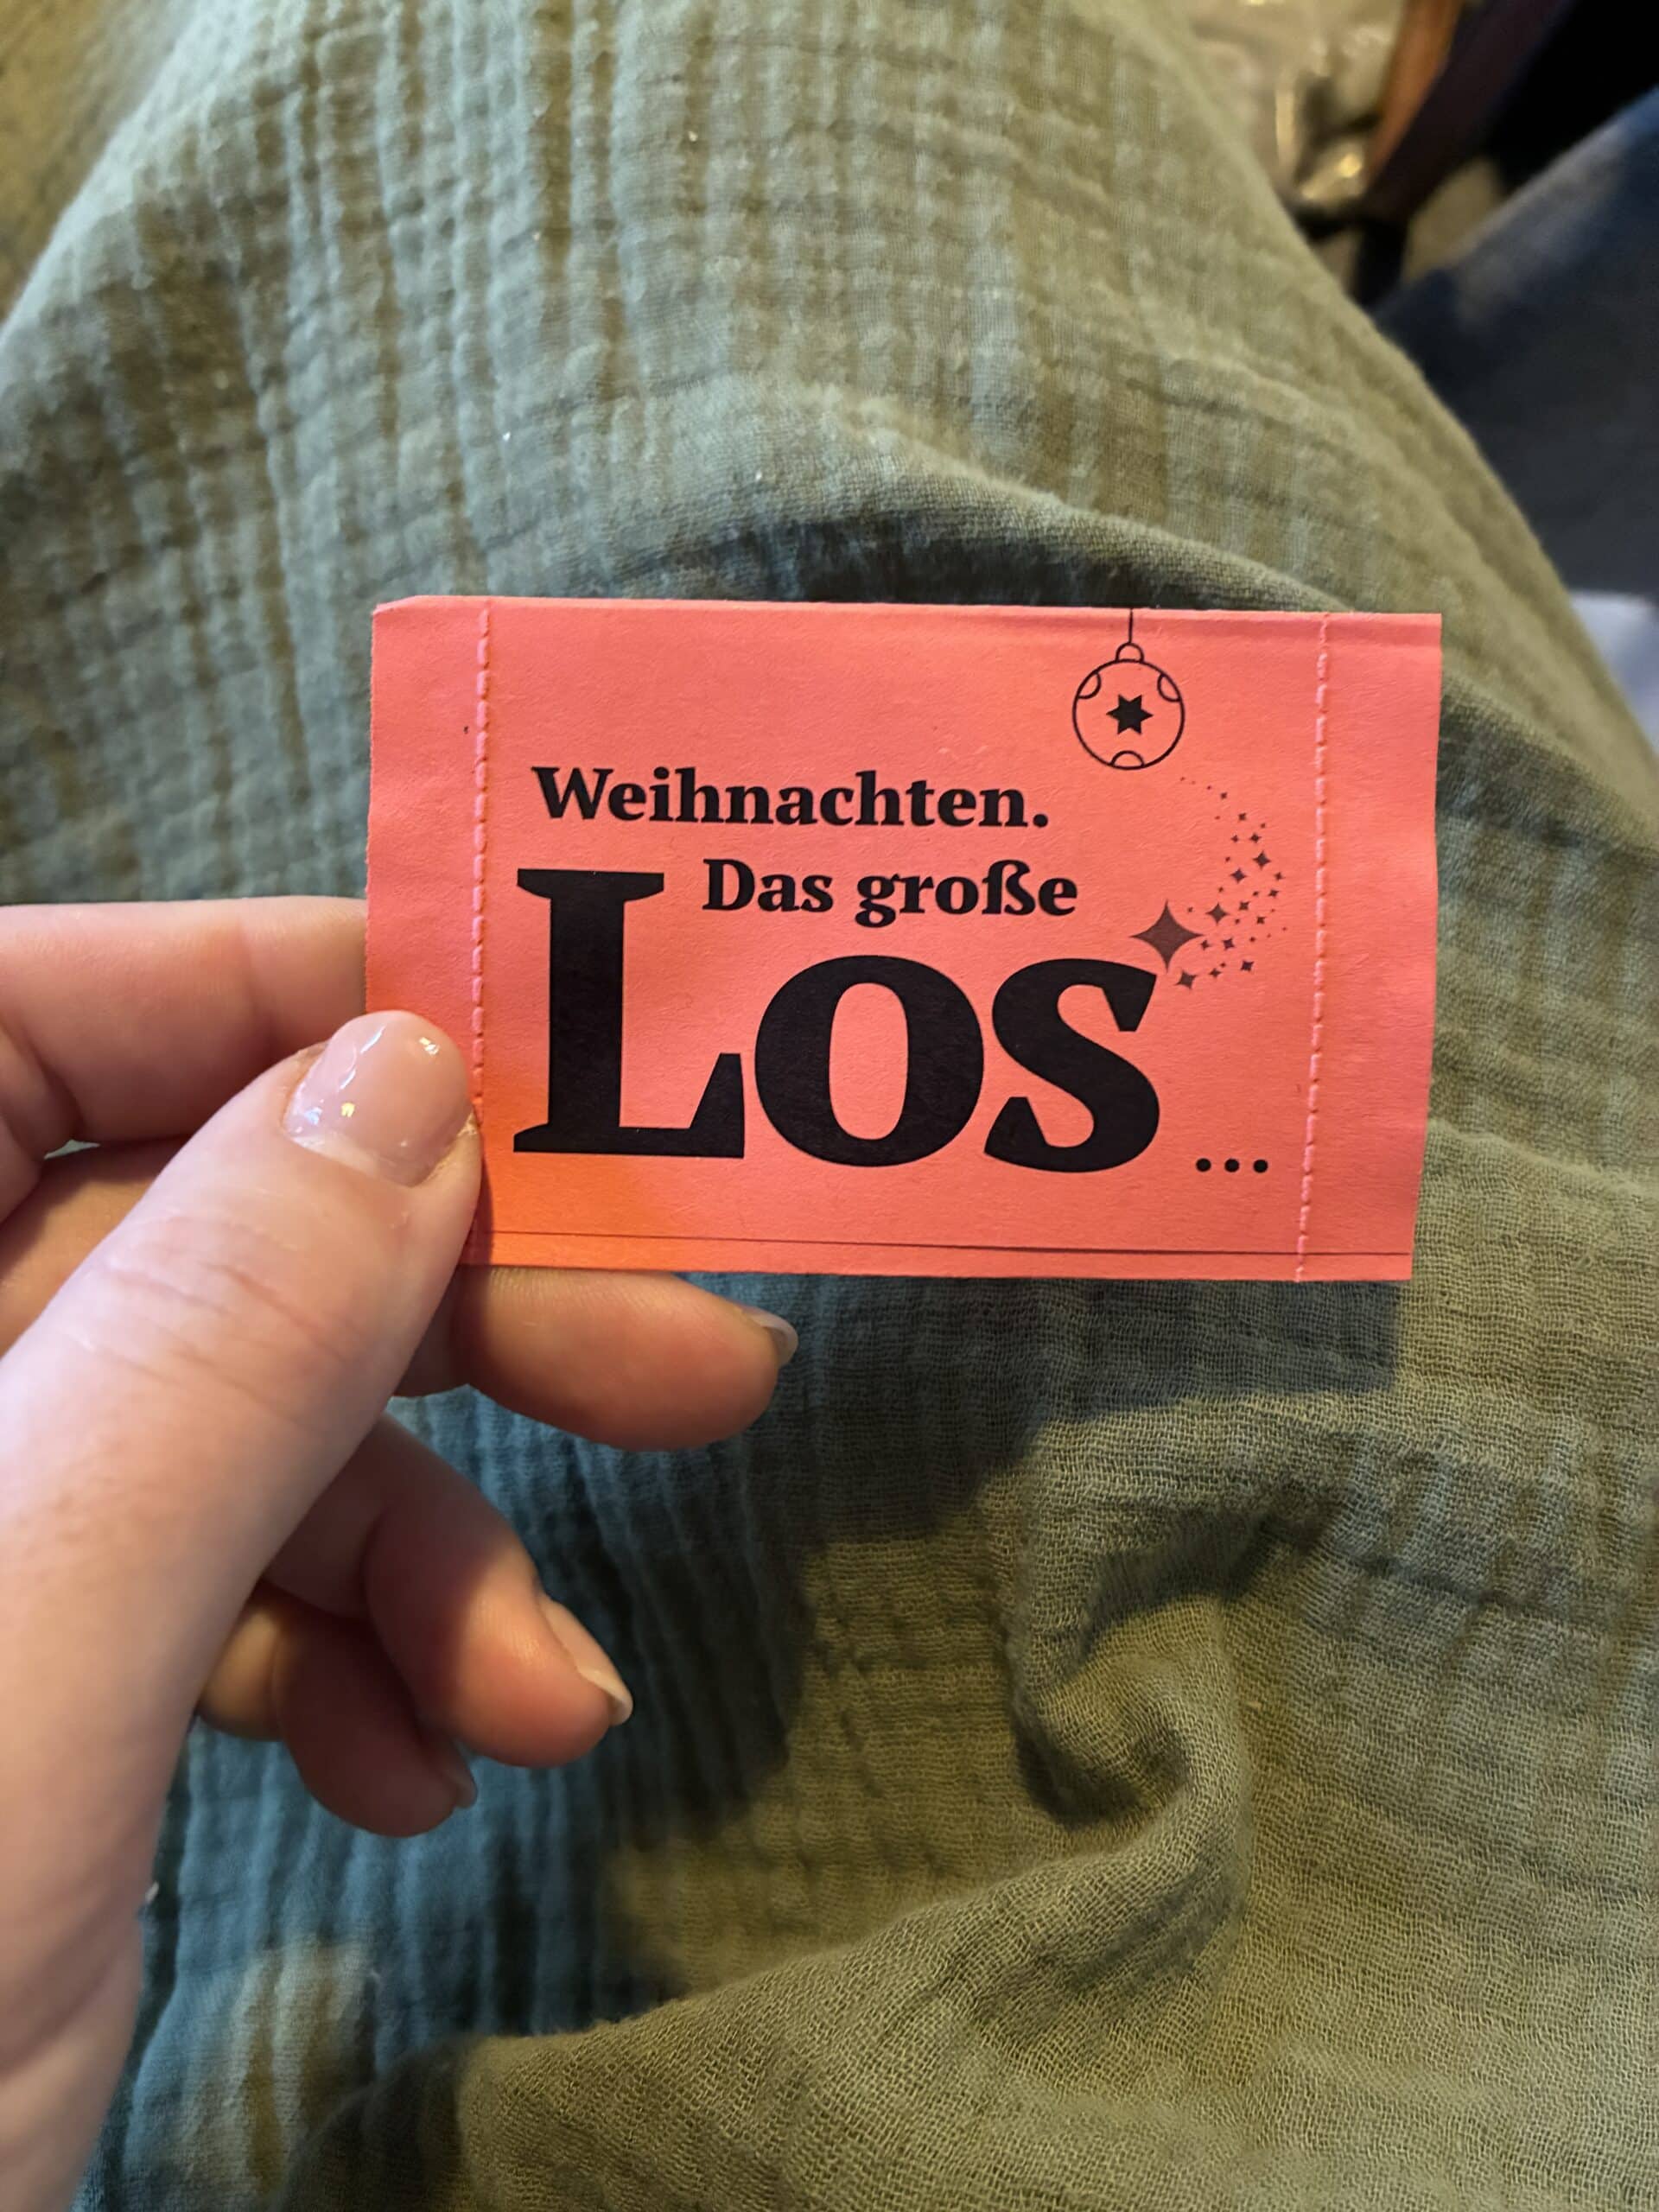 Weihnachten.
Das große
Los...